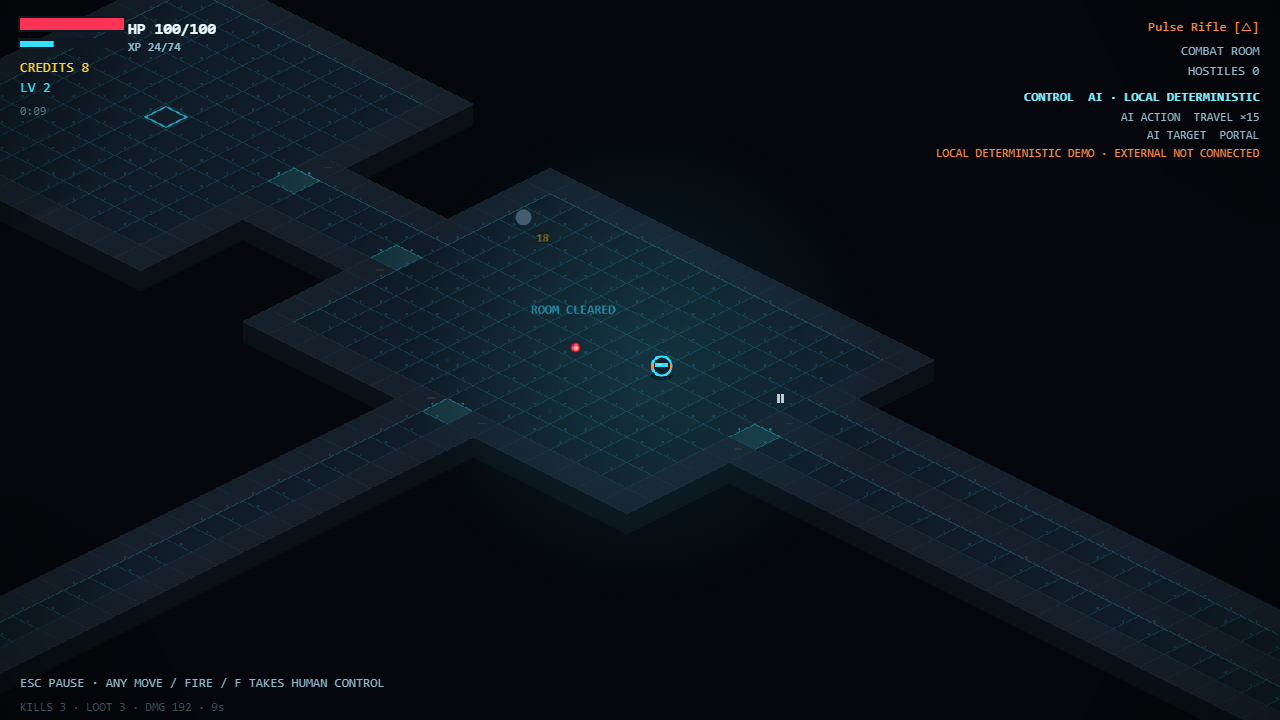 HP 100/100
XP 24/74
CREDITS 8
LV 2
0:09
Pulse Rifle [△]
COMBAT ROOM
HOSTILES 0
CONTROL  AI · LOCAL DETERMINISTIC
AI ACTION  TRAVEL ×15
AI TARGET  PORTAL
LOCAL DETERMINISTIC DEMO · EXTERNAL NOT CONNECTED
18
ROOM CLEARED
ESC PAUSE · ANY MOVE / FIRE / F TAKES HUMAN CONTROL
KILLS 3 · LOOT 3 · DMG 192 · 9s